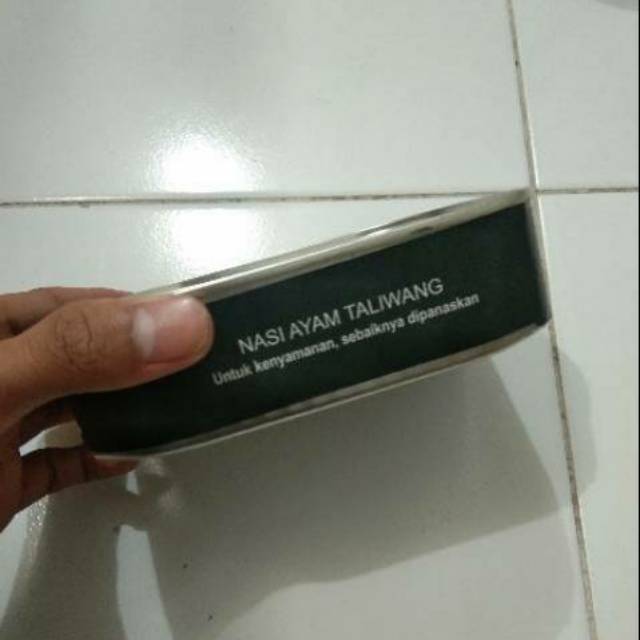 NASI AYAM TALIWANG
Untuk kenyamanan, sebaiknya dipanaskan